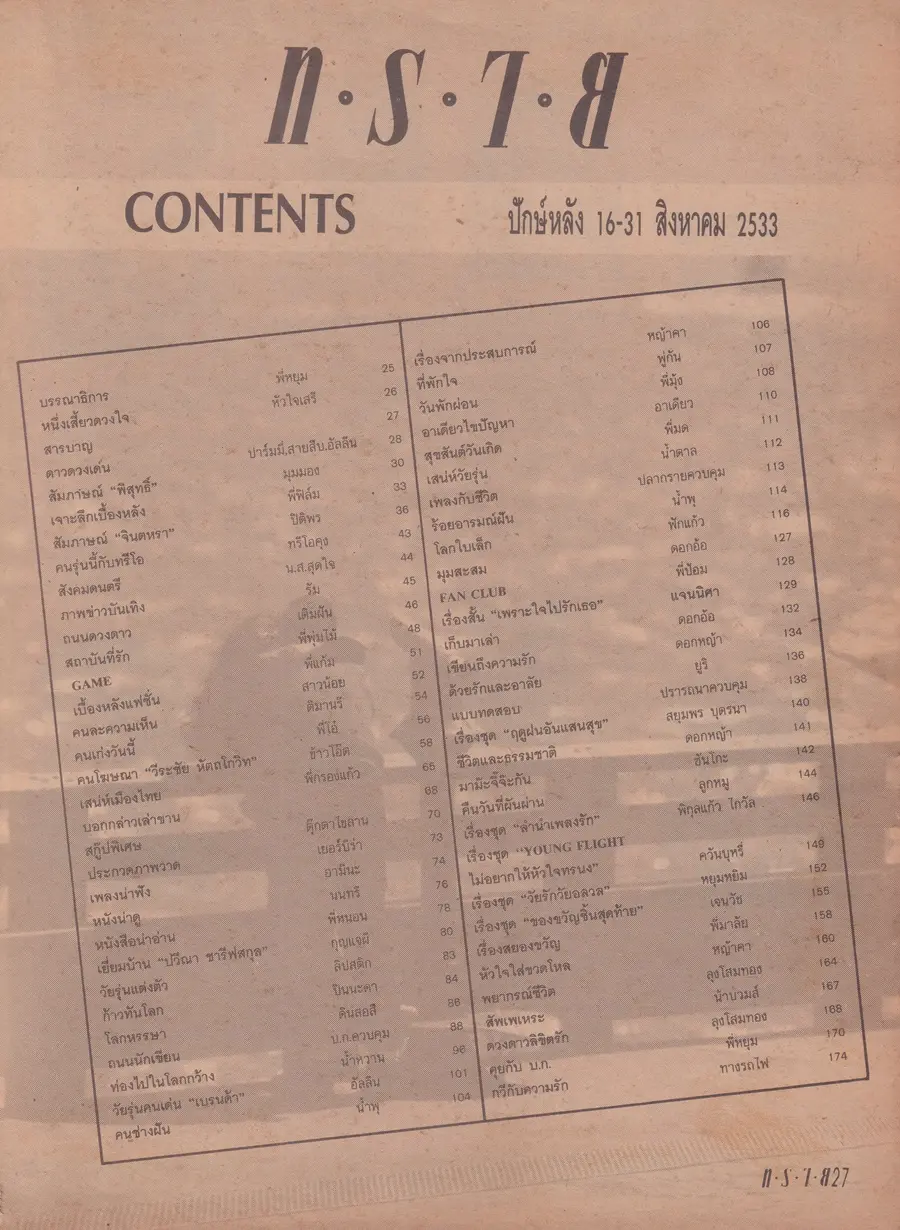 ท·ร·า·ย
CONTENTS
ปักษ์หลัง 16-31 สิงหาคม 2533
บรรณาธิการ พี่หยุม 25
หนึ่งเสี้ยวดวงใจ หัวใจเสรี 26
สารบาญ 27
ดาวดวงเด่น ปาร์มมี่,สายสืบ,อัลลีน 28
สัมภาษณ์ "พิสุทธิ์" มุมมอง 30
เจาะลึกเบื้องหลัง พี่ฟิล์ม 33
สัมภาษณ์ "จินตหรา" ปิติพร 36
คนรุ่นนี้กับทรีโอ ทรีโอคุง 43
สังคมดนตรี น.ส.สุดใจ 44
ภาพข่าวบันเทิง รัม 45
ถนนดวงดาว เติมฝัน 46
สถาบันที่รัก พี่พุ่มไม้ 48
GAME พี่แก้ม 51
เบื้องหลังแฟชั่น สาวน้อย 52
คนละความเห็น ติมานรี 54
คนเก่งวันนี้ พี่โอ๋ 56
คนโฆษณา "วีระชัย หัตถโกวิท" ข้าวโอ๊ต 58
เสน่ห์เมืองไทย พี่กรองแก้ว 65
บอกกล่าวเล่าขาน 68
สกู๊ปพิเศษ ตุ๊กตาไขลาน 70
ประกวดภาพวาด เยอร์บีร่า 73
เพลงน่าฟัง อามีนะ 74
หนังน่าดู นนทรี 76
หนังสือน่าอ่าน พี่หนอน 78
เยี่ยมบ้าน "ปวีณา ชารีฟสกุล" กุญแจผี 80
วัยรุ่นแต่งตัว ลิปสติก 83
ก้าวทันโลก ปิ่นนะดา 84
โลกหรรษา ดินสอสี 86
ถนนนักเขียน บ.ก.ควบคุม 88
ท่องไปในโลกกว้าง น้ำหวาน 96
วัยรุ่นคนเด่น "เบรนด้า" อัลลีน 101
คนช่างฝัน น้ำพุ 104
เรื่องจากประสบการณ์ หญ้าคา 106
ที่พักใจ พู่กัน 107
วันพักผ่อน พี่มุ้ง 108
อาเตียวไขปัญหา อาเตียว 110
สุขสันต์วันเกิด พี่มด 111
เสน่ห์วัยรุ่น น้ำตาล 112
เพลงกับชีวิต ปลากรายควบคุม 113
ร้อยอารมณ์ฝัน น้ำพุ 114
โลกใบเล็ก ฟักแก้ว 116
มุมสะสม ดอกอ้อ 127
FAN CLUB พี่ป้อม 128
เรื่องสั้น "เพราะใจไปรักเธอ" แจนนิศา 129
เก็บมาเล่า ดอกอ้อ 132
เขียนถึงความรัก ดอกหญ้า 134
ด้วยรักและอาลัย ยูริ 136
แบบทดสอบ ปรารถนาควบคุม 138
เรื่องชุด "ฤดูฝนอันแสนสุข" สยุมพร บุตรนา 140
ชีวิตและธรรมชาติ ดอกหญ้า 141
มาม๊ะจิ๊จ๊ะกัน ฮันโกะ 142
คืนวันที่ผันผ่าน ลูกหมู 144
เรื่องชุด "ลำนำเพลงรัก" พิกุลแก้ว ไกวัล 146
เรื่องชุด "YOUNG FLIGHT
ไม่อยากให้หัวใจทรนง" ควันบุหรี่ 149
เรื่องชุด "วัยรักวัยอลวล" หยุมหยิม 152
เรื่องชุด "ของขวัญชิ้นสุดท้าย" เจนวัช 155
เรื่องสยองขวัญ พี่มาลัย 158
หัวใจใส่ขวดโหล หญ้าคา 160
พยากรณ์ชีวิต ลุงโสมทอง 164
สัพเพเหระ น้าบวมส์ 167
ดวงดาวลิขิตรัก ลุงโสมทอง 168
คุยกับ บ.ก. พี่หยุม 170
กวีกับความรัก ทางรถไฟ 174
ท·ร·า·ย27